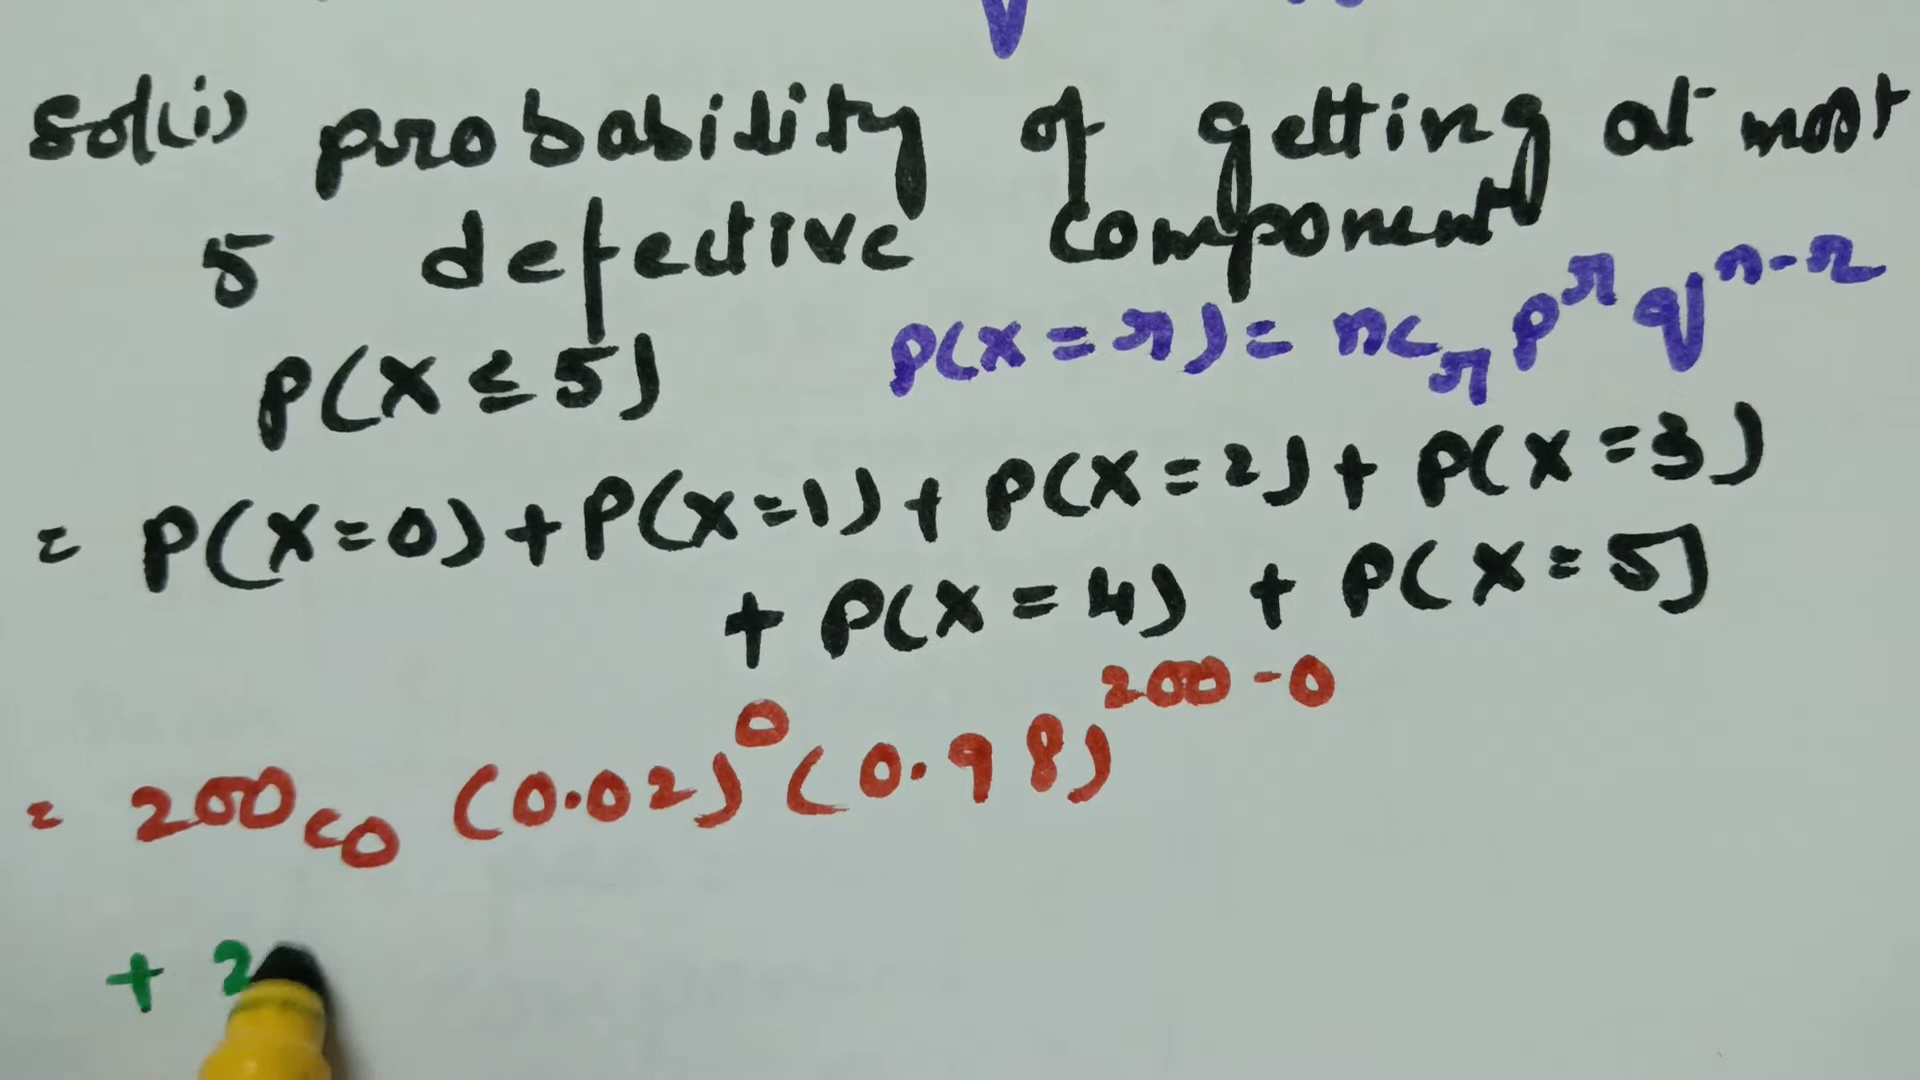 Sol(i) probability of getting at most
5 defective component
P(X≤5) P(X=r)= nCr p^r q^n-r
= P(X=0)+P(X=1)+P(X=2)+P(X=3)
+ P(X=4) + P(X=5)
= 200c0 (0.02)^0 (0.98)^200-0
+ 2